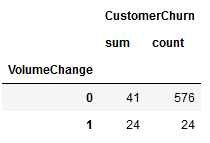 CustomerChurn
sum count
VolumeChange
0 41 576
1 24 24